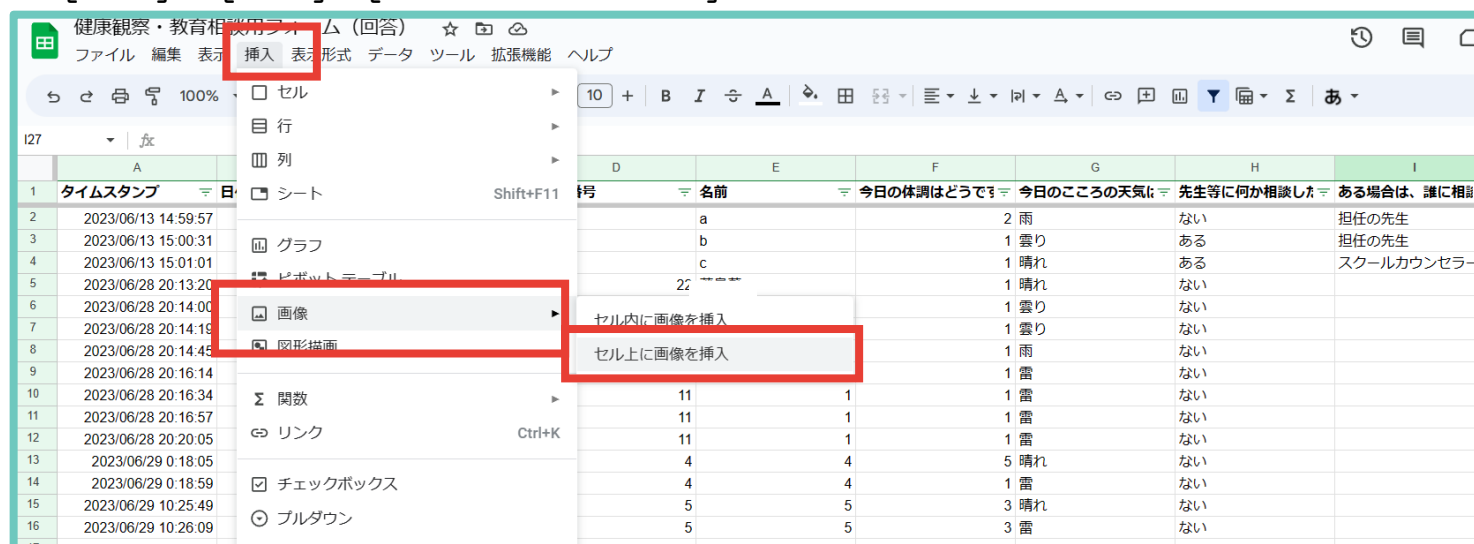 健康観察・教育相談用フォーム（回答）
ファイル 編集 表示 挿入 表示形式 データ ツール 拡張機能 ヘルプ
100% 10 + B I A あ
I27 fx
セル
行
列
シート Shift+F11
グラフ
ピボット テーブル
画像
図形描画
関数
リンク Ctrl+K
チェックボックス
プルダウン
セル内に画像を挿入
セル上に画像を挿入
A D E F G H I
1 タイムスタンプ 番号 名前 今日の体調はどうです 今日のこころの天気は 先生等に何か相談した ある場合は、誰に相談
2 2023/06/13 14:59:57 a 2 雨 ない 担任の先生
3 2023/06/13 15:00:31 b 1 雲り ある 担任の先生
4 2023/06/13 15:01:01 c 1 晴れ ある スクールカウンセラー
5 2023/06/28 20:13:20 22 1 晴れ ない
6 2023/06/28 20:14:00 1 雲り ない
7 2023/06/28 20:14:19 1 雲り ない
8 2023/06/28 20:14:45 1 雨 ない
9 2023/06/28 20:16:14 1 雷 ない
10 2023/06/28 20:16:34 11 1 1 雷 ない
11 2023/06/28 20:16:57 11 1 1 雷 ない
12 2023/06/28 20:20:05 11 1 1 雷 ない
13 2023/06/29 0:18:05 4 4 5 晴れ ない
14 2023/06/29 0:18:59 4 4 1 雷 ない
15 2023/06/29 10:25:49 5 5 3 晴れ ない
16 2023/06/29 10:26:09 5 5 3 雷 ない